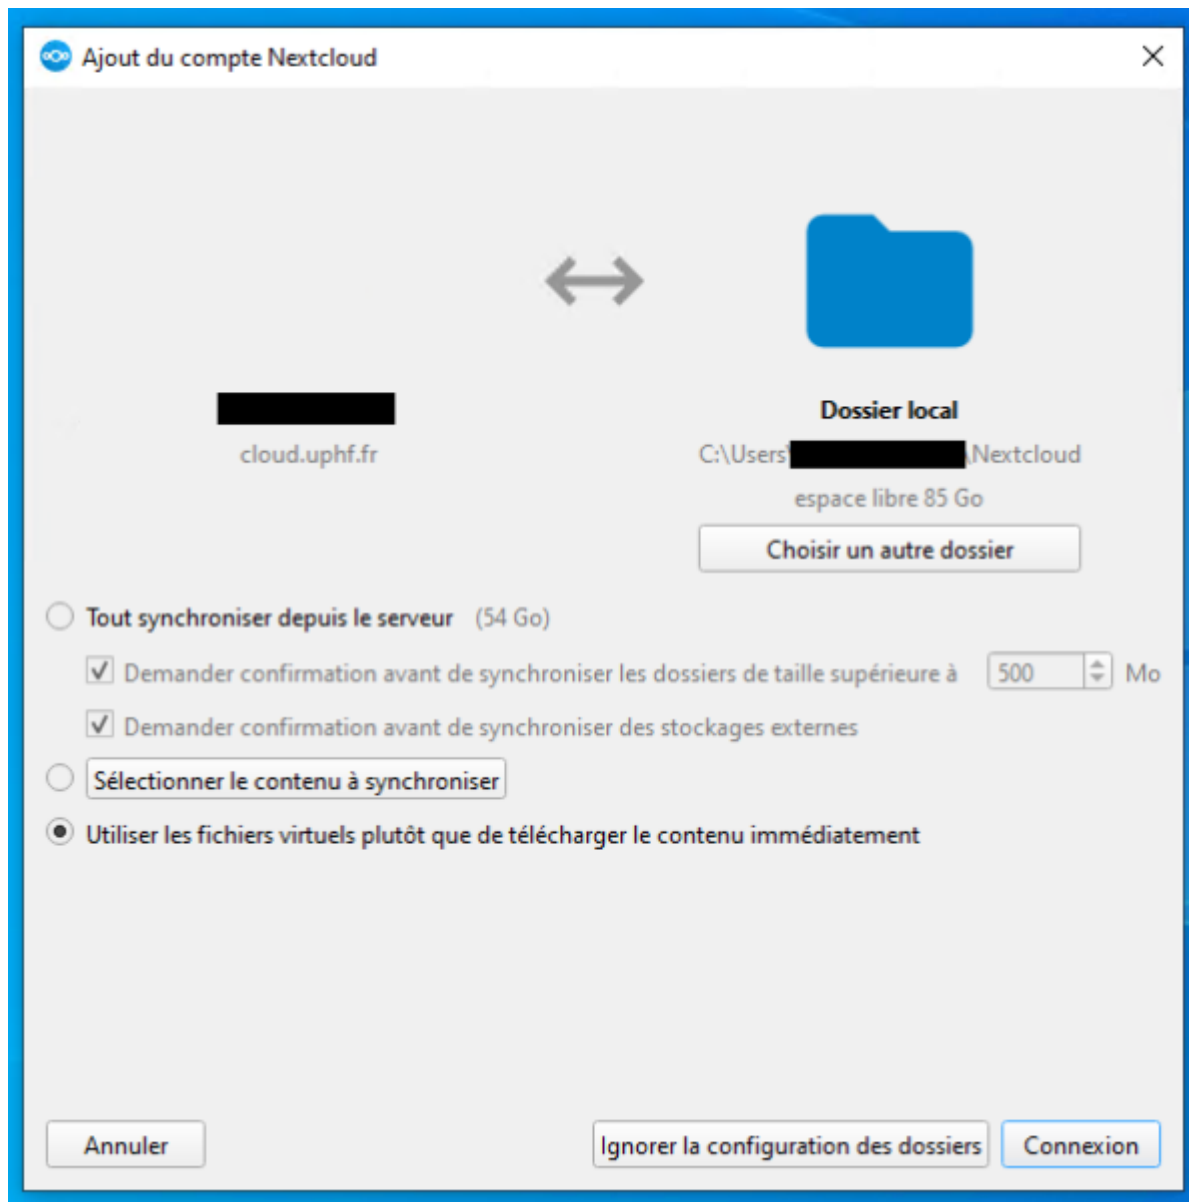 Ajout du compte Nextcloud
cloud.uphf.fr
Dossier local
C:\Users\
\Nextcloud
espace libre 85 Go
Choisir un autre dossier
Tout synchroniser depuis le serveur (54 Go)
Demander confirmation avant de synchroniser les dossiers de taille supérieure à 500 Mo
Demander confirmation avant de synchroniser des stockages externes
Sélectionner le contenu à synchroniser
Utiliser les fichiers virtuels plutôt que de télécharger le contenu immédiatement
Annuler
Ignorer la configuration des dossiers
Connexion